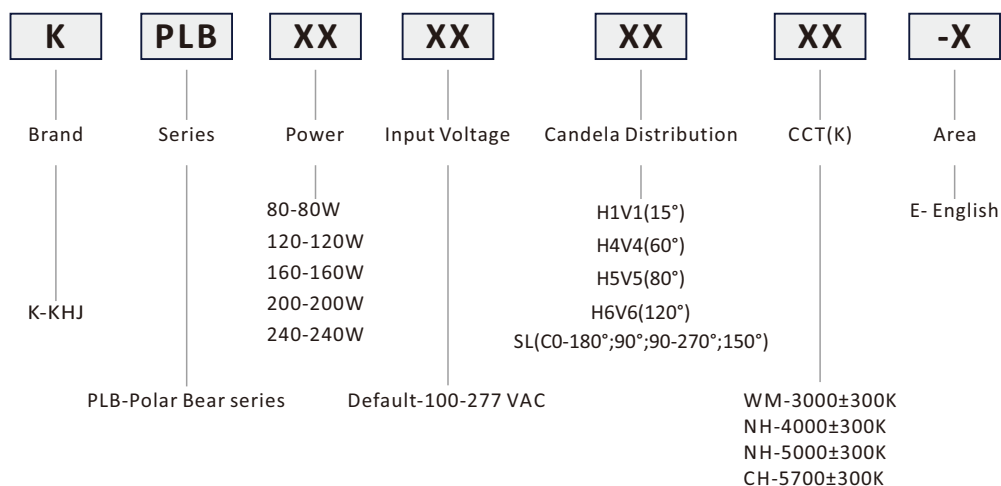 K PLB XX XX XX XX -X
Brand Series Power Input Voltage Candela Distribution CCT(K) Area
80-80W
120-120W
160-160W
200-200W
240-240W
H1V1(15°)
H4V4(60°)
H5V5(80°)
H6V6(120°)
SL(C0-180°;90°;90-270°;150°)
E- English
K-KHJ
PLB-Polar Bear series
Default-100-277 VAC
WM-3000±300K
NH-4000±300K
NH-5000±300K
CH-5700±300K